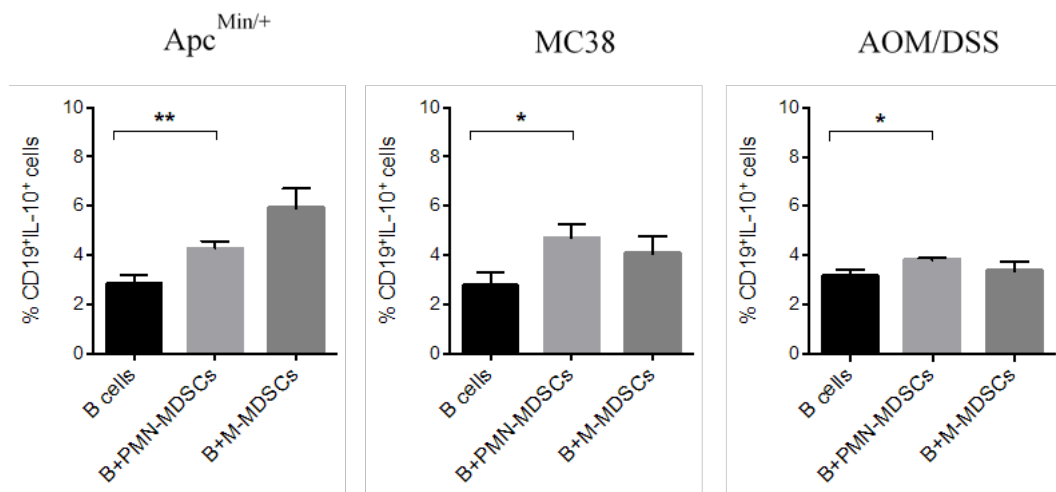 Apc^Min/+
MC38
AOM/DSS
% CD19⁺IL-10⁺ cells
10
8
6
4
2
0
**
B cells
B+PMN-MDSCs
B+M-MDSCs
% CD19⁺IL-10⁺ cells
10
8
6
4
2
0
*
B cells
B+PMN-MDSCs
B+M-MDSCs
% CD19⁺IL-10⁺ cells
10
8
6
4
2
0
*
B cells
B+PMN-MDSCs
B+M-MDSCs